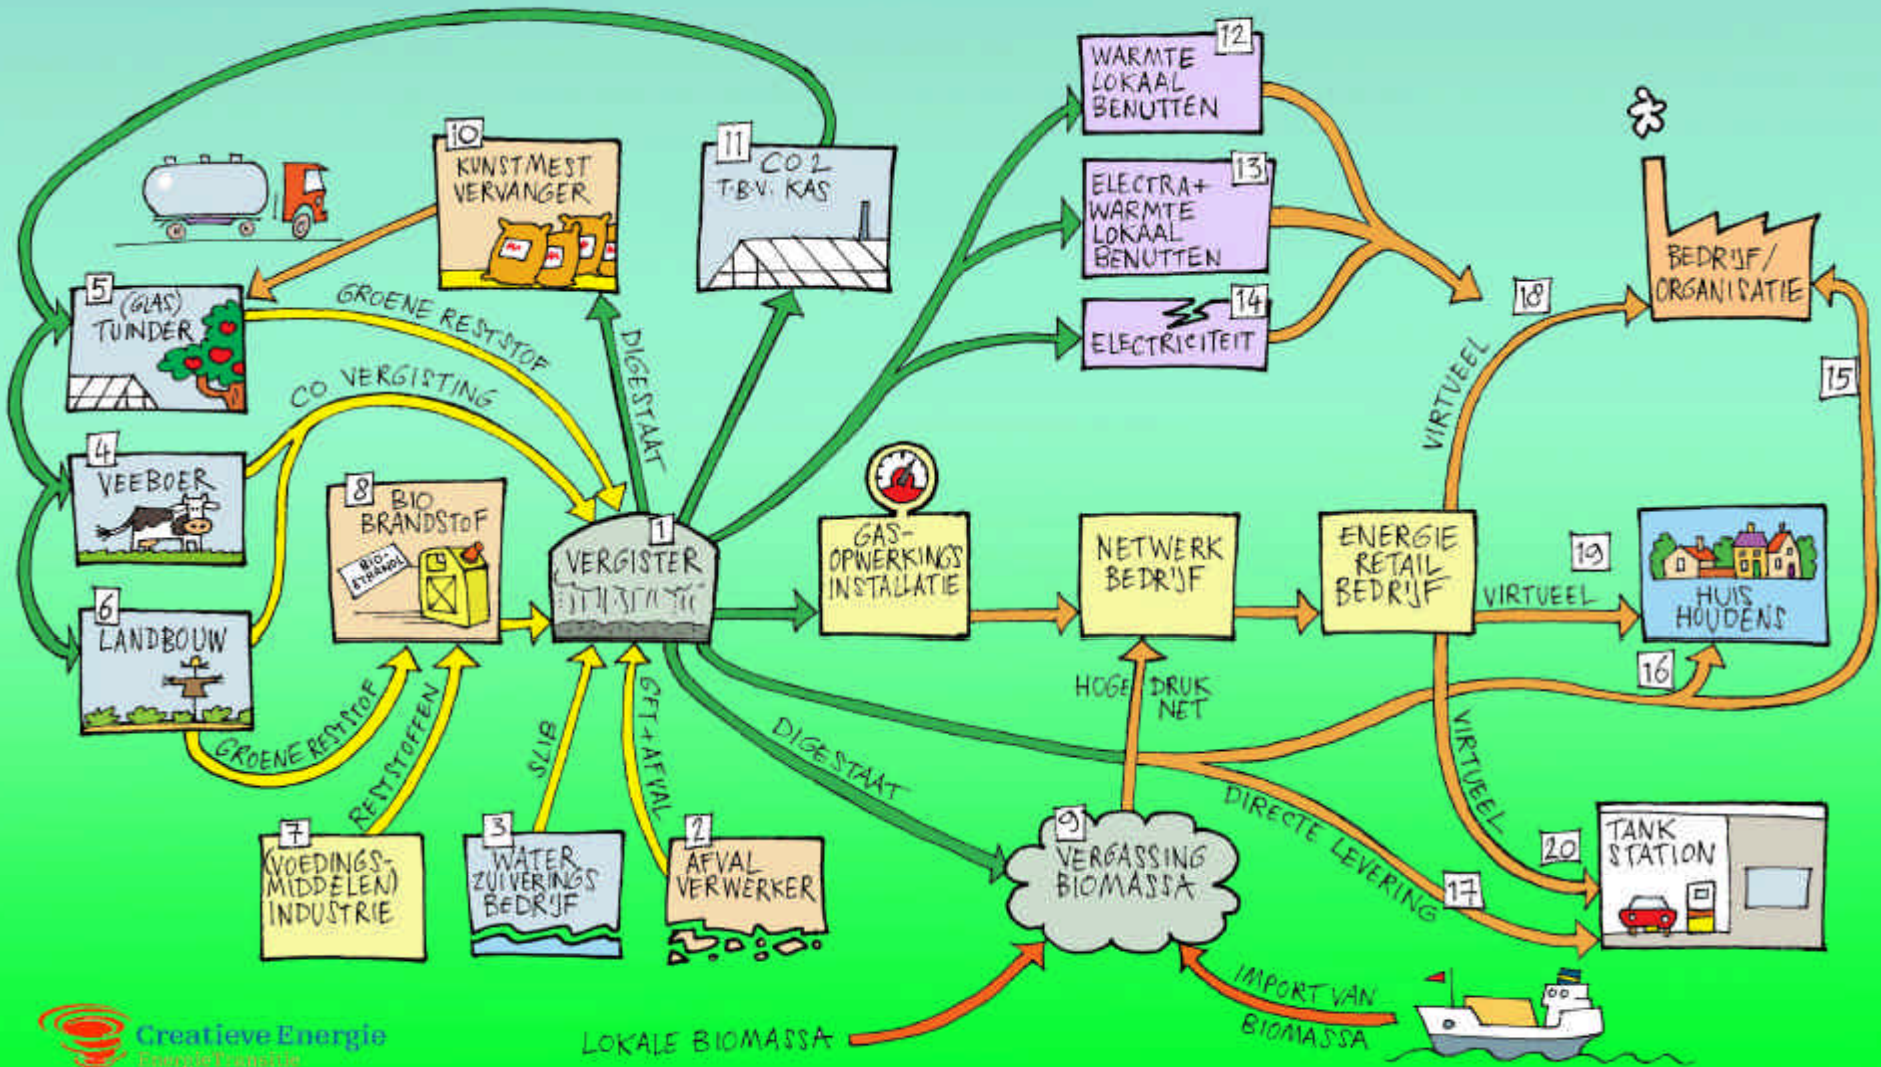 12
WARMTE
LOKAAL
BENUTTEN
10
KUNSTMEST
VERVANGER
11
CO2
T.B.V. KAS
13
ELECTRA+
WARMTE
LOKAAL
BENUTTEN
14
ELECTRICITEIT
BEDRIJF/
ORGANISATIE
5
(GLAS)
TUINDER
GROENE RESTSTOF
CO VERGISTING
DIGESTAAT
18
VIRTUEEL
15
4
VEEBOER
8
BIO
BRANDSTOF
BIO-
ETHANOL
1
VERGISTER
GAS-
OPWERKINGS
INSTALLATIE
NETWERK
BEDRIJF
ENERGIE
RETAIL
BEDRIJF
19
VIRTUEEL
HUIS
HOUDENS
16
6
LANDBOUW
GROENE RESTSTOF
RESTSTOFFEN
SLIB
GFT+AFVAL
DIGESTAAT
HOGE DRUK
NET
VIRTUEEL
DIRECTE LEVERING
17
20
TANK
STATION
7
(VOEDINGS-
MIDDELEN)
INDUSTRIE
3
WATER
ZUIVERINGS
BEDRIJF
2
AFVAL
VERWERKER
9
VERGASSING
BIOMASSA
LOKALE BIOMASSA
IMPORT VAN
BIOMASSA
Creatieve Energie
EnergieTransitie